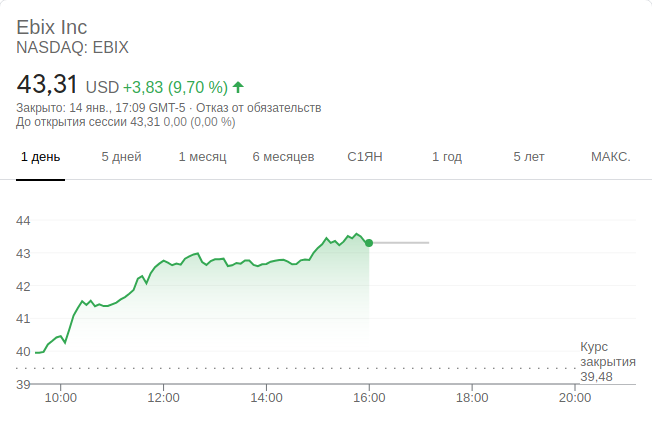 Ebix Inc
NASDAQ: EBIX
43,31 USD +3,83 (9,70 %)
Закрыто: 14 янв., 17:09 GMT-5 · Отказ от обязательств
До открытия сессии 43,31 0,00 (0,00 %)
1 день 5 дней 1 месяц 6 месяцев С1ЯН 1 год 5 лет МАКС.
44
43
42
41
40
Курс
закрытия
39,48
39
10:00 12:00 14:00 16:00 18:00 20:00